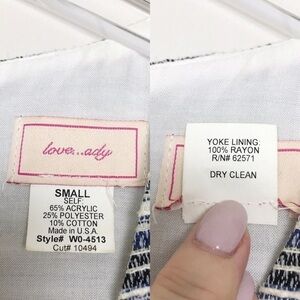 love...ady
SMALL
SELF:
65% ACRYLIC
25% POLYESTER
10% COTTON
Made in U.S.A.
Style# W0-4513
Cut# 10494
YOKE LINING:
100% RAYON
R/N# 62571
DRY CLEAN